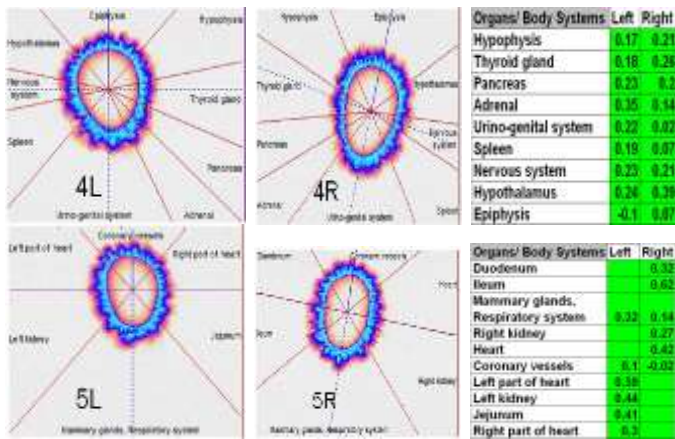 Epiphysis
Hypophysis
Hypothalamus
Nervous
system
Thyroid gland
Spleen
Pancreas
4L
Urino-genital system
Adrenal
Hypophysis
Epiphysis
Thyroid gland
Hypothalamus
Nervous
system
Pancreas
4R
Adrenal
Urino-genital system
Spleen
Organs/ Body Systems Left Right
Hypophysis 0.17 0.21
Thyroid gland 0.18 0.26
Pancreas 0.23 0.2
Adrenal 0.35 0.14
Urino-genital system 0.22 0.02
Spleen 0.19 0.07
Nervous system 0.23 0.21
Hypothalamus 0.24 0.39
Epiphysis -0.1 0.07
Coronary vessels
Left part of heart
Right part of heart
Left kidney
Jejunum
5L
Mammary glands, Respiratory system
Duodenum
Coronary vessels
Heart
Ileum
Right kidney
5R
Mammary glands, Respiratory system
Organs/ Body Systems Left Right
Duodenum 0.32
Ileum 0.62
Mammary glands,
Respiratory system 0.32 0.14
Right kidney 0.27
Heart 0.42
Coronary vessels 0.1 -0.02
Left part of heart 0.39
Left kidney 0.44
Jejunum 0.41
Right part of heart 0.3